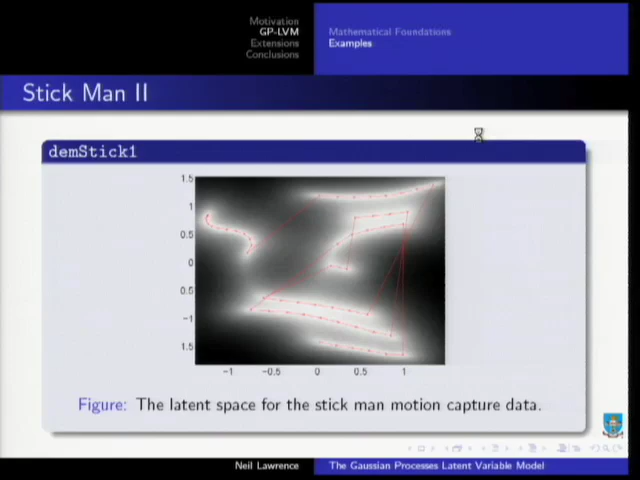 Motivation
GP-LVM
Extensions
Conclusions
Mathematical Foundations
Examples
Stick Man II
demStick1
1.5
1
0.5
0
0.5
−1
1.5
−1
−0.5
0
0.5
1
Figure: The latent space for the stick man motion capture data.
Neil Lawrence
The Gaussian Processes Latent Variable Model